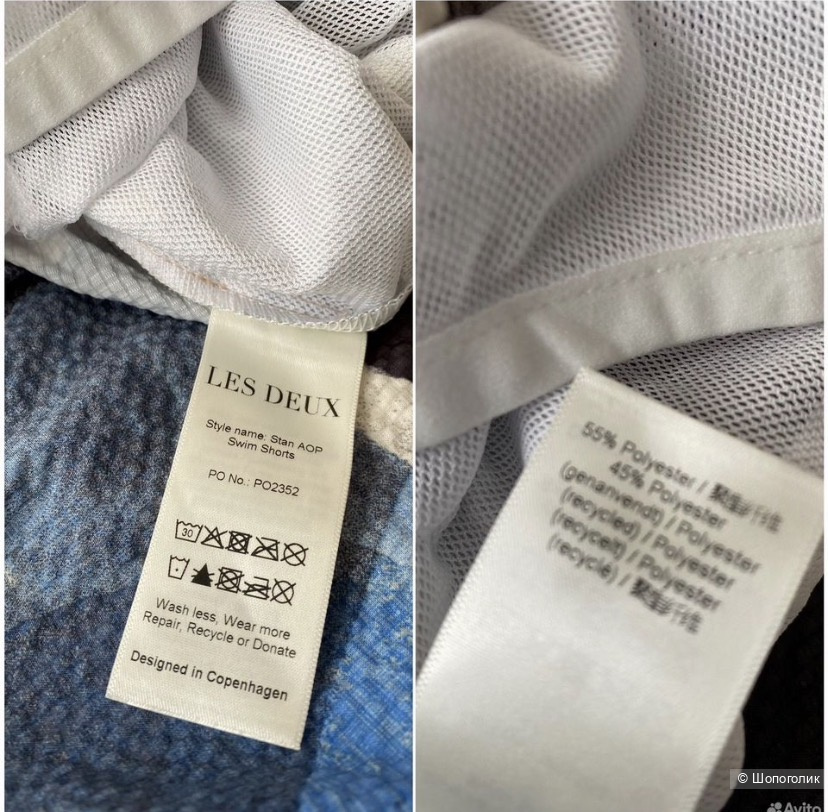 LES DEUX
Style name: Stan AOP
Swim Shorts
PO No.: PO2352
30
Wash less, Wear more
Repair, Recycle or Donate
Designed in Copenhagen
55% Polyester /
45% Polyester
(genanvendt) / Polyester
(recycled) / Polyester
(recycelt) / Polyester
(recyclé) /
© Шопоголик
Avito